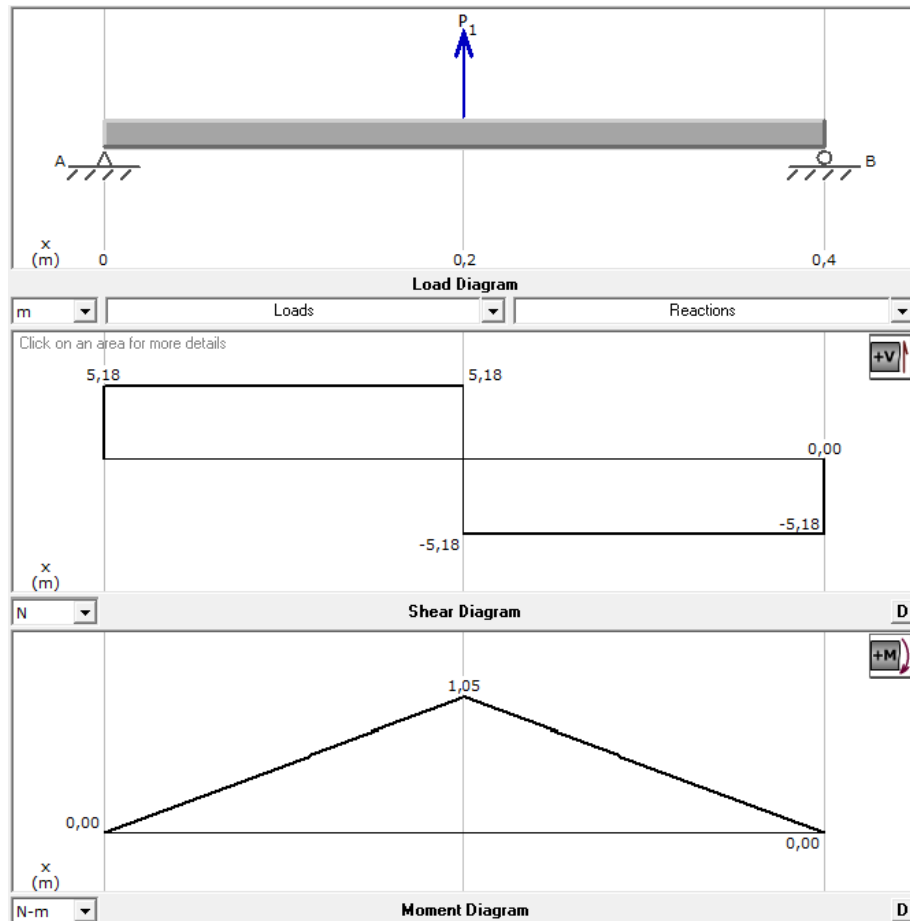 P1
A
B
x
(m)
0
0,2
0,4
Load Diagram
m
Loads
Reactions
Click on an area for more details
+V
5,18
5,18
0,00
-5,18
-5,18
x
(m)
N
Shear Diagram
D
+M
1,05
0,00
0,00
x
(m)
N-m
Moment Diagram
D